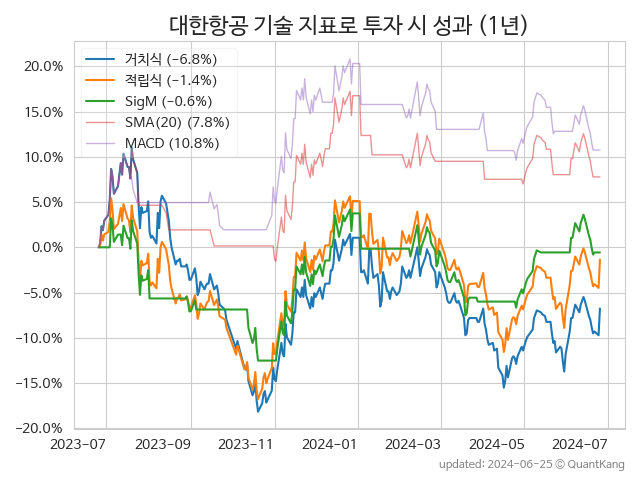 대한항공 기술 지표로 투자 시 성과 (1년)
거치식 (−6.8%)
적립식 (−1.4%)
SigM (−0.6%)
SMA(20) (7.8%)
MACD (10.8%)
20.0%
15.0%
10.0%
5.0%
0.0%
−5.0%
−10.0%
−15.0%
−20.0%
2023-07 2023-09 2023-11 2024-01 2024-03 2024-05 2024-07
updated: 2024-06-25 © QuantKang